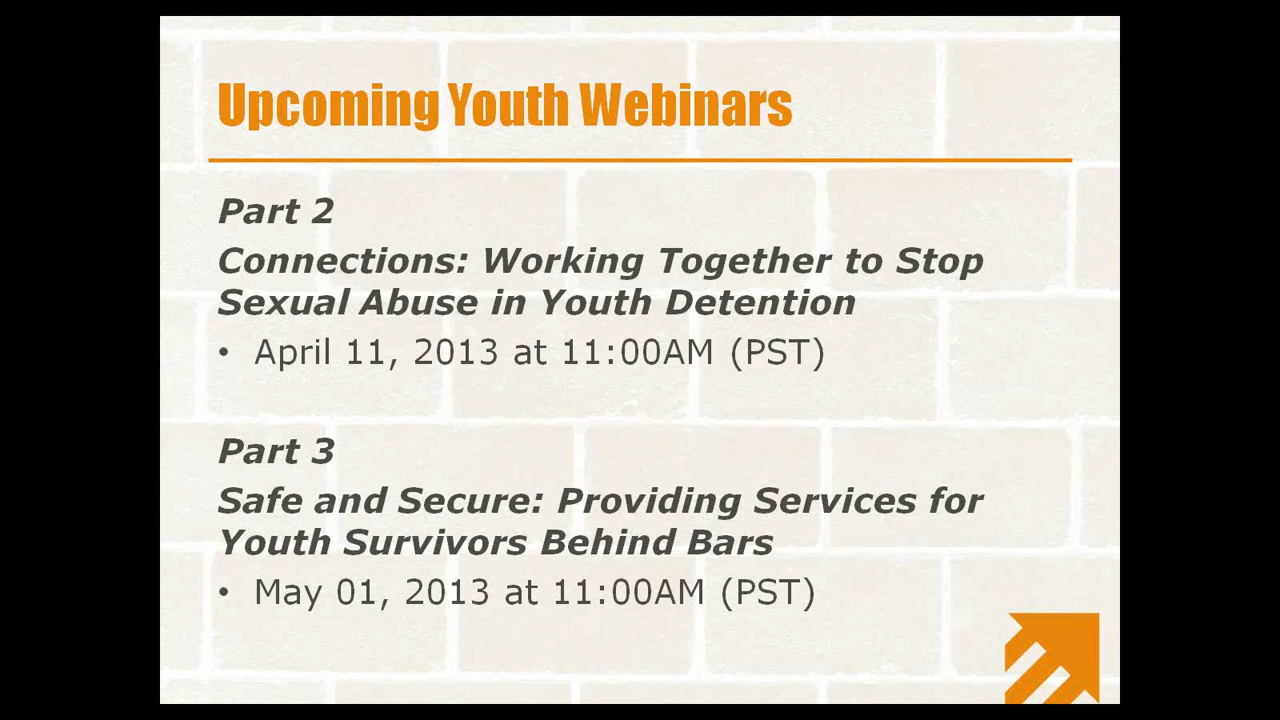 Upcoming Youth Webinars
Part 2
Connections: Working Together to Stop
Sexual Abuse in Youth Detention
• April 11, 2013 at 11:00AM (PST)
Part 3
Safe and Secure: Providing Services for
Youth Survivors Behind Bars
• May 01, 2013 at 11:00AM (PST)